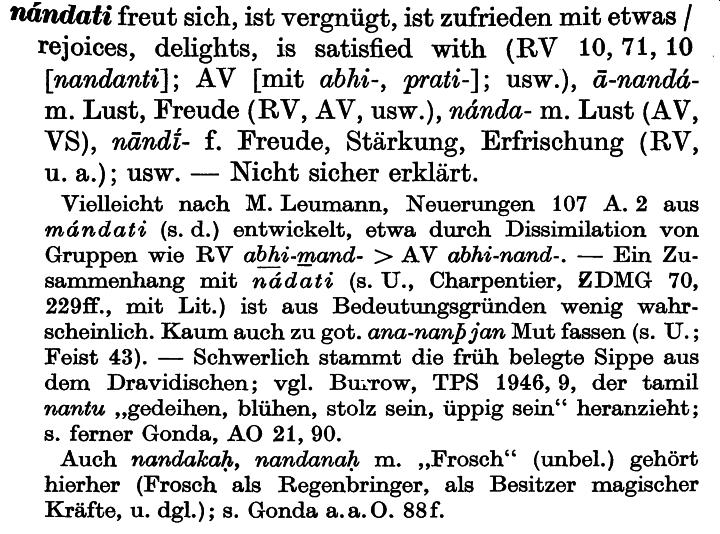 nándati freut sich, ist vergnügt, ist zufrieden mit etwas /
rejoices, delights, is satisfied with (RV 10, 71, 10
[nandanti]; AV [mit abhi-, prati-]; usw.), ā-nandá-
m. Lust, Freude (RV, AV, usw.), nánda- m. Lust (AV,
VS), nāndī́- f. Freude, Stärkung, Erfrischung (RV,
u. a.); usw. — Nicht sicher erklärt.
Vielleicht nach M. Leumann, Neuerungen 107 A. 2 aus
mándati (s. d.) entwickelt, etwa durch Dissimilation von
Gruppen wie RV abhi-mand- > AV abhi-nand-. — Ein Zu-
sammenhang mit nádati (s. U., Charpentier, ZDMG 70,
229ff., mit Lit.) ist aus Bedeutungsgründen wenig wahr-
scheinlich. Kaum auch zu got. ana-nanþjan Mut fassen (s. U.;
Feist 43). — Schwerlich stammt die früh belegte Sippe aus
dem Dravidischen; vgl. Burrow, TPS 1946, 9, der tamil
nantu „gedeihen, blühen, stolz sein, üppig sein“ heranzieht;
s. ferner Gonda, AO 21, 90.
Auch nandakaḥ, nandanaḥ m. „Frosch“ (unbel.) gehört
hierher (Frosch als Regenbringer, als Besitzer magischer
Kräfte, u. dgl.); s. Gonda a. a. O. 88f.